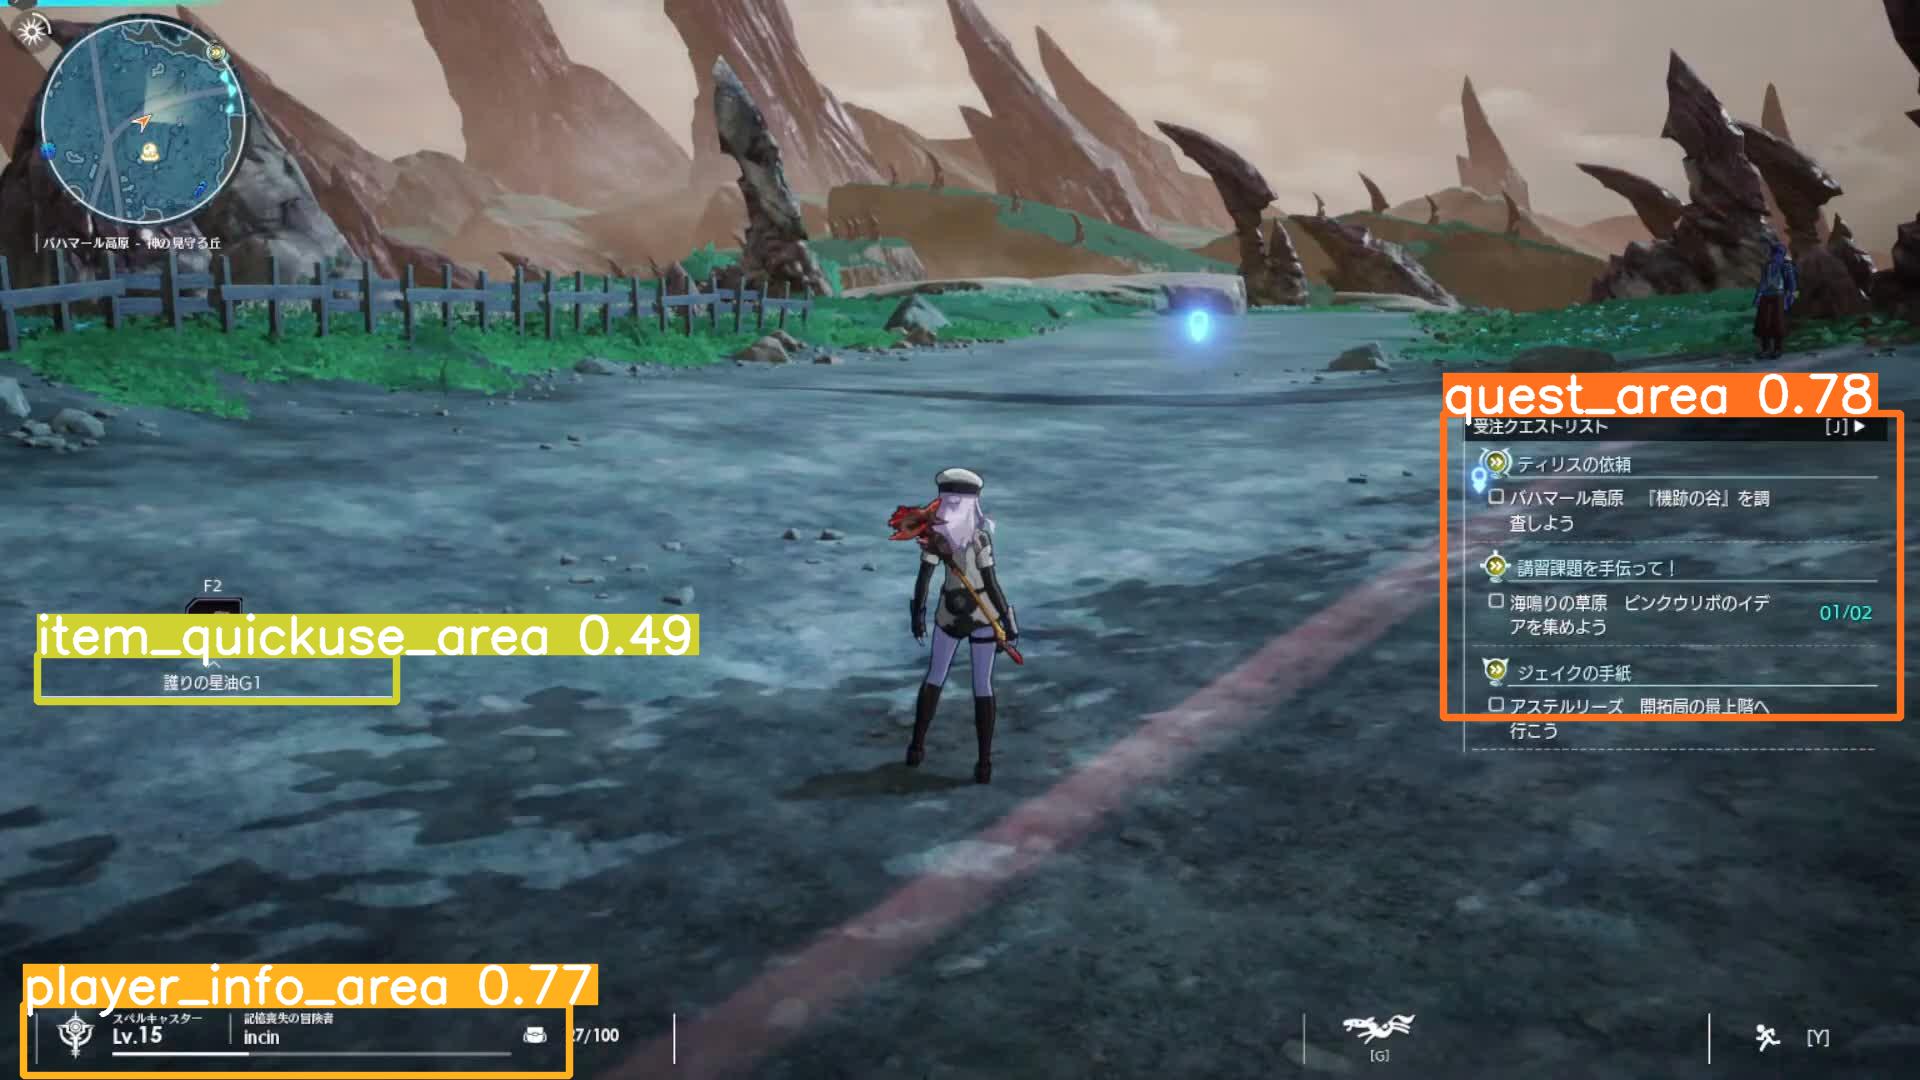 バハマール高原 - 神の見守る丘
quest_area 0.78
受注クエストリスト [J]
ティリスの依頼
バハマール高原 『機跡の谷』を調
査しよう
講習課題を手伝って!
海鳴りの草原 ピンクウリボのイデ
アを集めよう
01/02
ジェイクの手紙
アステルリーズ 開拓局の最上階へ
行こう
F2
item_quickuse_area 0.49
護りの星油G1
player_info_area 0.77
スペルキャスター
Lv.15
記憶喪失の冒険者
incin
27/100
[G]
[Y]